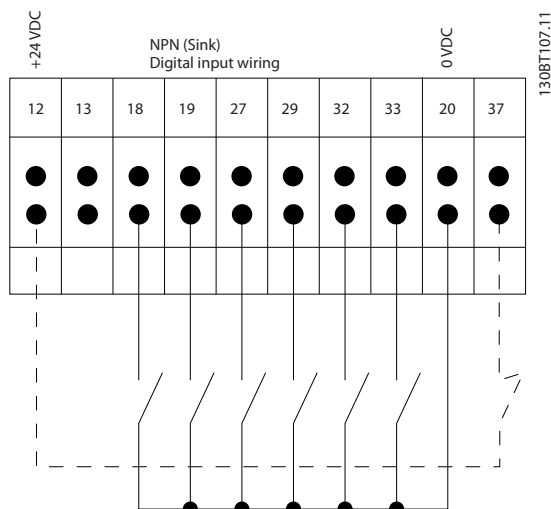 +24 VDC
NPN (Sink)
Digital input wiring
0 VDC
130BT107.11
12 13 18 19 27 29 32 33 20 37